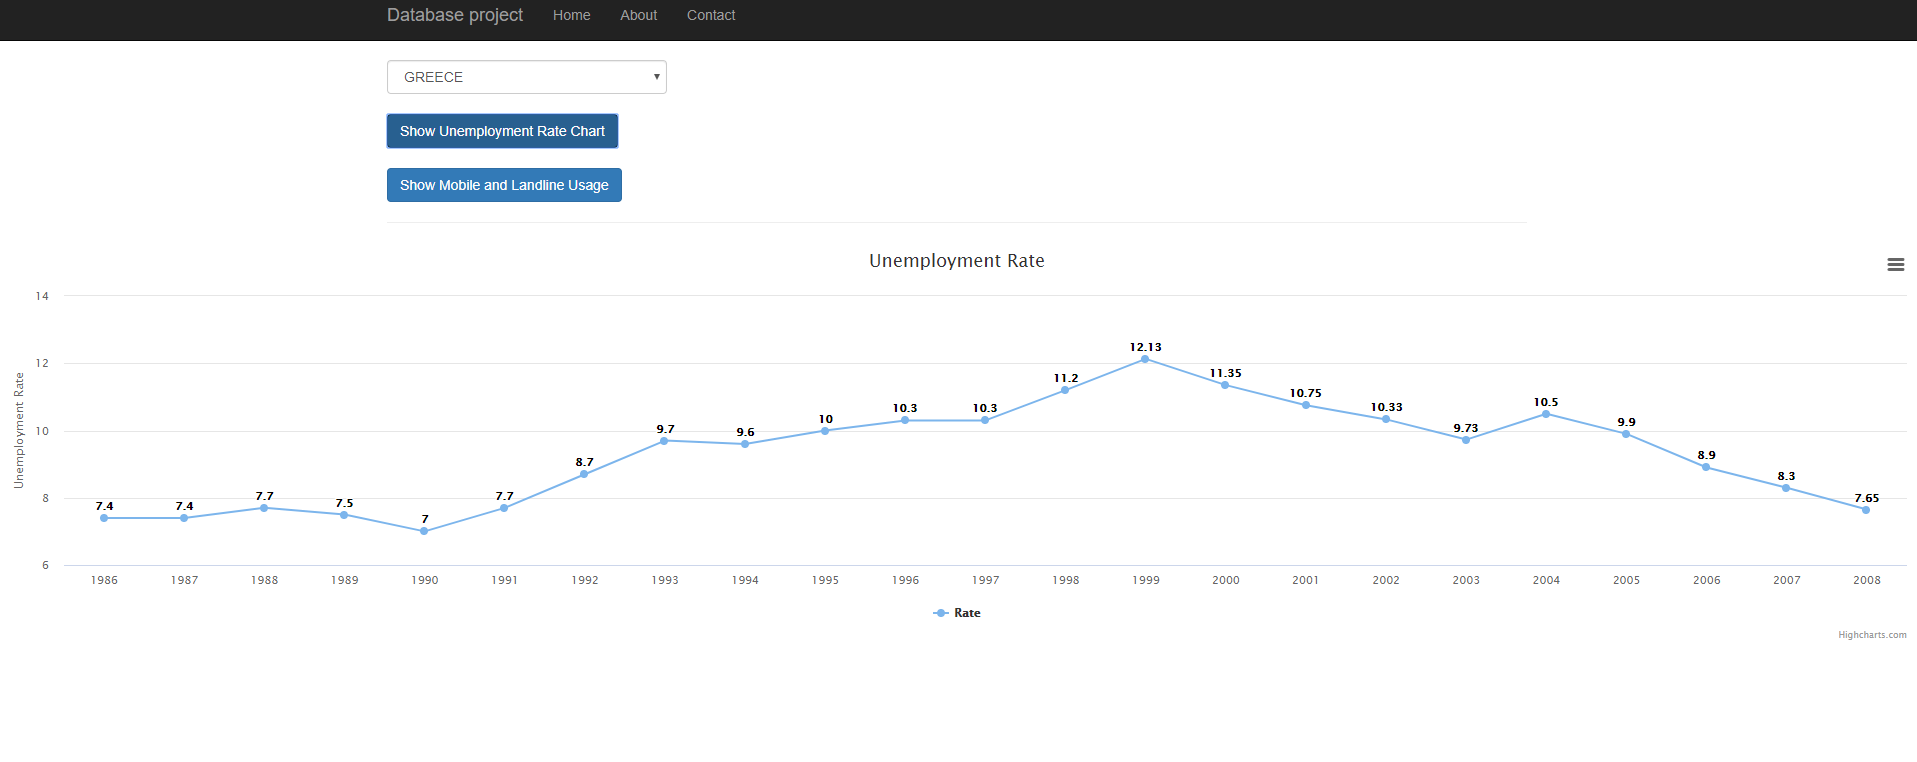 Database project Home About Contact
GREECE
Show Unemployment Rate Chart
Show Mobile and Landline Usage
Unemployment Rate
14
12
10
8
6
Unemployment Rate
7.4 7.4 7.7 7.5 7 7.7 8.7 9.7 9.6 10 10.3 10.3 11.2 12.13 11.35 10.75 10.33 9.73 10.5 9.9 8.9 8.3 7.65
1986 1987 1988 1989 1990 1991 1992 1993 1994 1995 1996 1997 1998 1999 2000 2001 2002 2003 2004 2005 2006 2007 2008
Rate
Highcharts.com